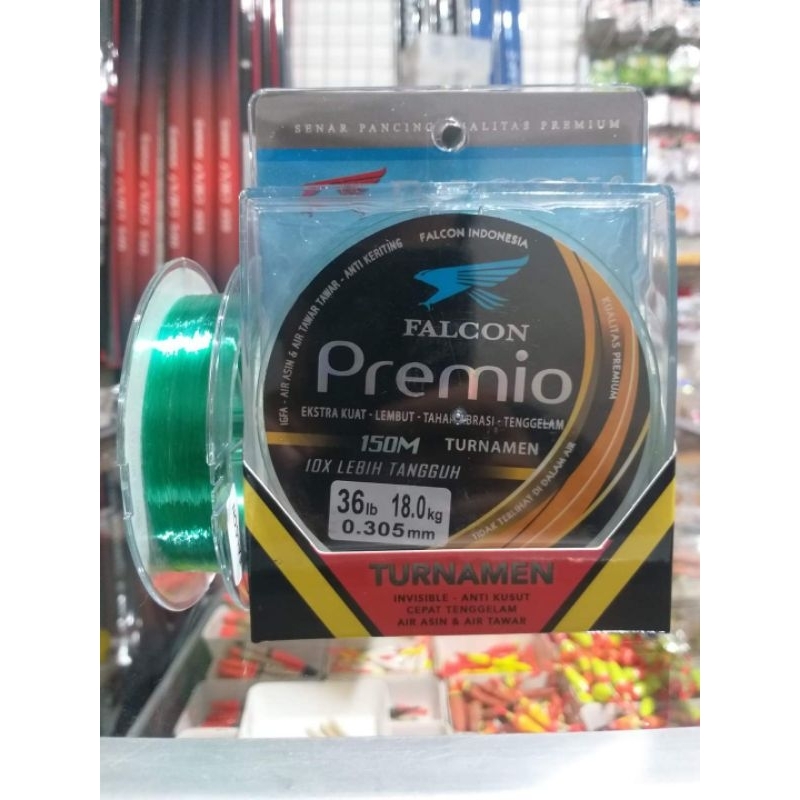 SENAR PANCING KUALITAS PREMIUM
IGFA - AIR ASIN & AIR TAWAR TAWAR - ANTI KERITING
FALCON INDONESIA
KUALITAS PREMIUM
FALCON
Premio
EKSTRA KUAT - LEMBUT - TAHAN ABRASI - TENGGELAM
150M TURNAMEN
10X LEBIH TANGGUH
36lb 18.0kg
0.305mm
TIDAK TERLIHAT DI DALAM AIR
TURNAMEN
INVISIBLE - ANTI KUSUT
CEPAT TENGGELAM
AIR ASIN & AIR TAWAR